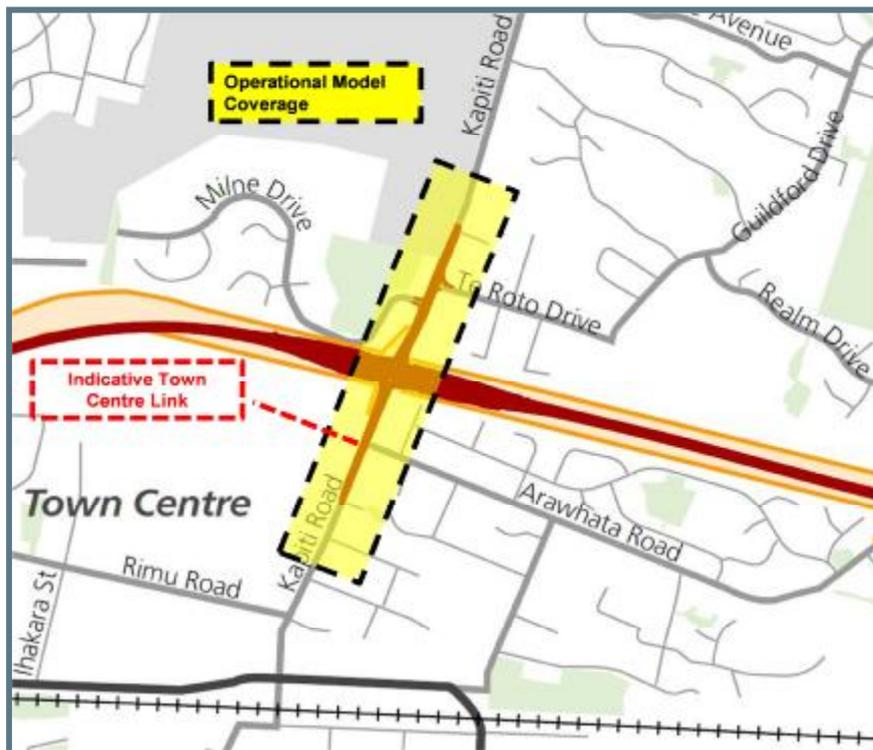 Avenue
Operational Model
Coverage
Kapiti Road
Guildford Drive
Milne Drive
Te Roto Drive
Realm Drive
Indicative Town
Centre Link
Town Centre
Arawhata Road
Kapiti Road
Rimu Road
Ihakara St